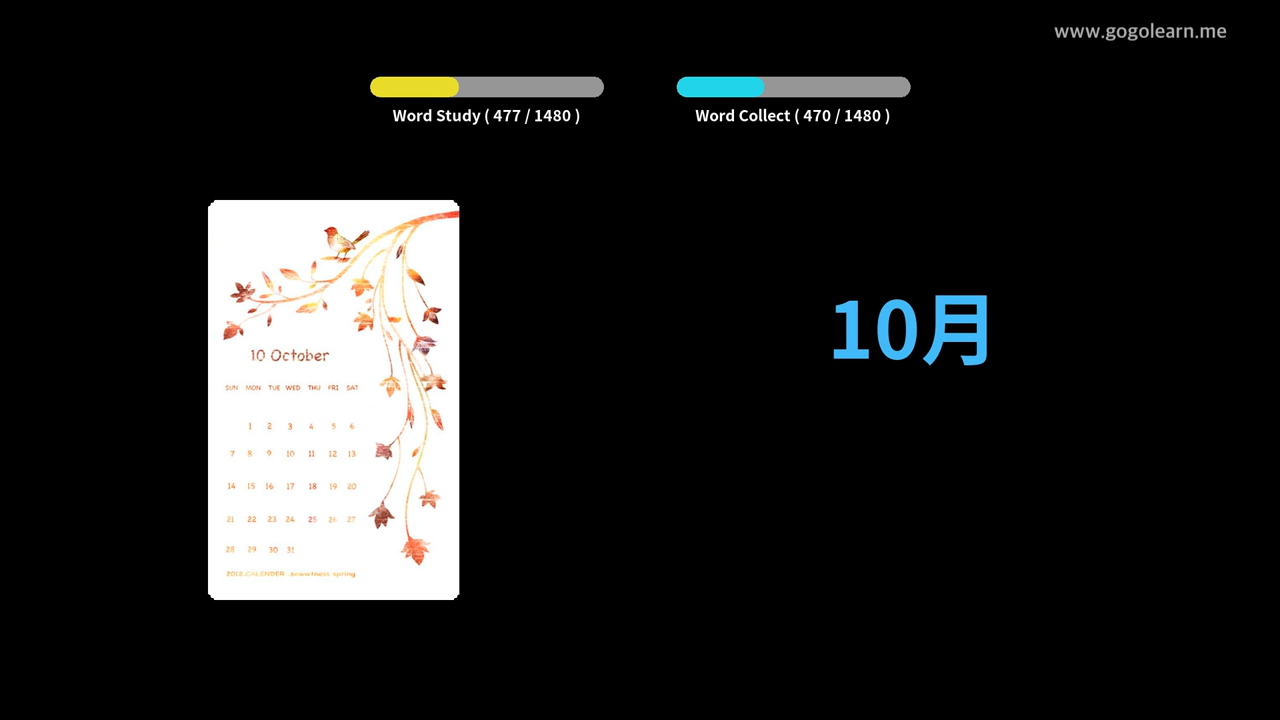 www.gogolearn.me
Word Study ( 477 / 1480 )
Word Collect ( 470 / 1480 )
10 October
SUN MON TUE WED THU FRI SAT
1 2 3 4 5 6
7 8 9 10 11 12 13
14 15 16 17 18 19 20
21 22 23 24 25 26 27
28 29 30 31
CALENDER spring
10月